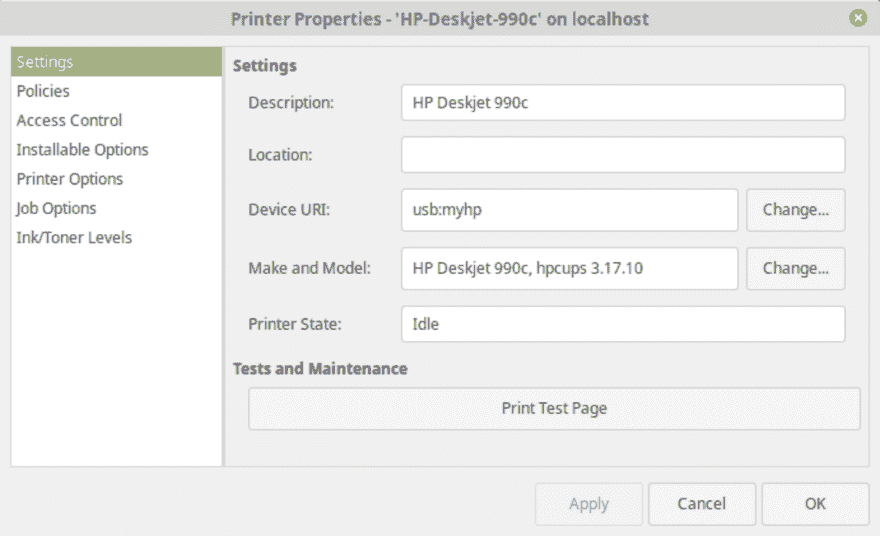 Printer Properties - 'HP-Deskjet-990c' on localhost
Settings
Policies
Access Control
Installable Options
Printer Options
Job Options
Ink/Toner Levels
Settings
Description: HP Deskjet 990c
Location:
Device URI: usb:myhp Change...
Make and Model: HP Deskjet 990c, hpcups 3.17.10 Change...
Printer State: Idle
Tests and Maintenance
Print Test Page
Apply Cancel OK